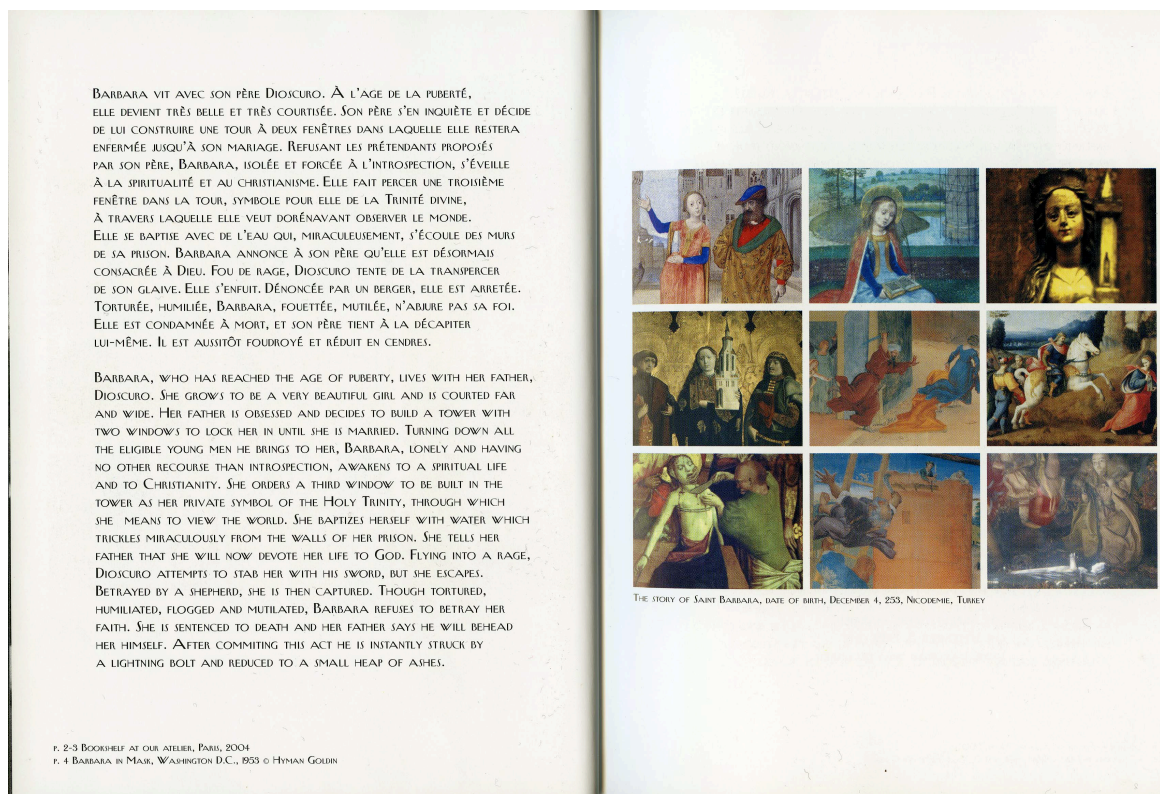 Barbara vit avec son père Dioscuro. À l'age de la puberté,
elle devient très belle et très courtisée. Son père s'en inquiète et décide
de lui construire une tour à deux fenêtres dans laquelle elle restera
enfermée jusqu'à son mariage. Refusant les prétendants proposés
par son père, Barbara, isolée et forcée à l'introspection, s'éveille
à la spiritualité et au christianisme. Elle fait percer une troisième
fenêtre dans la tour, symbole pour elle de la Trinité divine,
à travers laquelle elle veut dorénavant observer le monde.
Elle se baptise avec de l'eau qui, miraculeusement, s'écoule des murs
de sa prison. Barbara annonce à son père qu'elle est désormais
consacrée à Dieu. Fou de rage, Dioscuro tente de la transpercer
de son glaive. Elle s'enfuit. Dénoncée par un berger, elle est arretée.
Torturée, humiliée, Barbara, fouettée, mutilée, n'abjure pas sa foi.
Elle est condamnée à mort, et son père tient à la décapiter
lui-même. Il est aussitôt foudroyé et réduit en cendres.
Barbara, who has reached the age of puberty, lives with her father,
Dioscuro. She grows to be a very beautiful girl and is courted far
and wide. Her father is obsessed and decides to build a tower with
two windows to lock her in until she is married. Turning down all
the eligible young men he brings to her, Barbara, lonely and having
no other recourse than introspection, awakens to a spiritual life
and to Christianity. She orders a third window to be built in the
tower as her private symbol of the Holy Trinity, through which
she means to view the world. She baptizes herself with water which
trickles miraculously from the walls of her prison. She tells her
father that she will now devote her life to God. Flying into a rage,
Dioscuro attempts to stab her with his sword, but she escapes.
Betrayed by a shepherd, she is then captured. Though tortured,
humiliated, flogged and mutilated, Barbara refuses to betray her
faith. She is sentenced to death and her father says he will behead
her himself. After commiting this act he is instantly struck by
a lightning bolt and reduced to a small heap of ashes.
p. 2-3 Bookshelf at our atelier, Paris, 2004
p. 4 Barbara in Mask, Washington D.C., 1953 © Hyman Goldin
The story of Saint Barbara, date of birth, December 4, 253, Nicodemie, Turkey